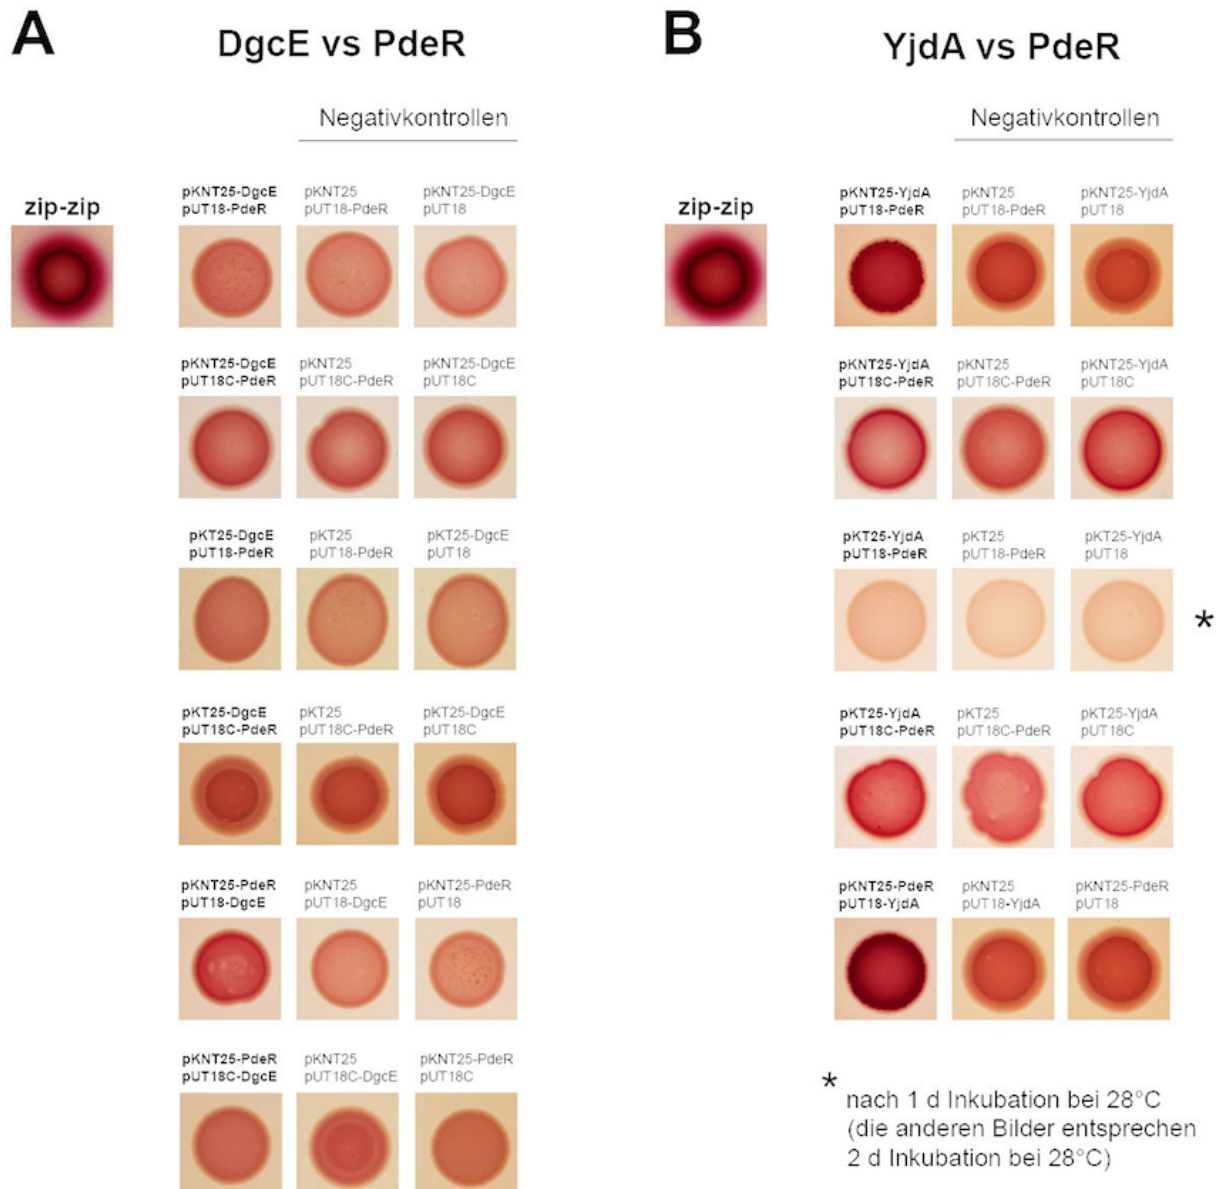 A
DgcE vs PdeR
Negativkontrollen
zip-zip
pKNT25-DgcE
pUT18-PdeR
pKNT25
pUT18-PdeR
pKNT25-DgcE
pUT18
pKNT25-DgcE
pUT18C-PdeR
pKNT25
pUT18C-PdeR
pKNT25-DgcE
pUT18C
pKT25-DgcE
pUT18-PdeR
pKT25
pUT18-PdeR
pKT25-DgcE
pUT18
pKT25-DgcE
pUT18C-PdeR
pKT25
pUT18C-PdeR
pKT25-DgcE
pUT18C
pKNT25-PdeR
pUT18-DgcE
pKNT25
pUT18-DgcE
pKNT25-PdeR
pUT18
pKNT25-PdeR
pUT18C-DgcE
pKNT25
pUT18C-DgcE
pKNT25-PdeR
pUT18C
B
YjdA vs PdeR
Negativkontrollen
zip-zip
pKNT25-YjdA
pUT18-PdeR
pKNT25
pUT18-PdeR
pKNT25-YjdA
pUT18
pKNT25-YjdA
pUT18C-PdeR
pKNT25
pUT18C-PdeR
pKNT25-YjdA
pUT18C
pKT25-YjdA
pUT18-PdeR
pKT25
pUT18-PdeR
pKT25-YjdA
pUT18
*
pKT25-YjdA
pUT18C-PdeR
pKT25
pUT18C-PdeR
pKT25-YjdA
pUT18C
pKNT25-PdeR
pUT18-YjdA
pKNT25
pUT18-YjdA
pKNT25-PdeR
pUT18
* nach 1 d Inkubation bei 28°C
(die anderen Bilder entsprechen
2 d Inkubation bei 28°C)